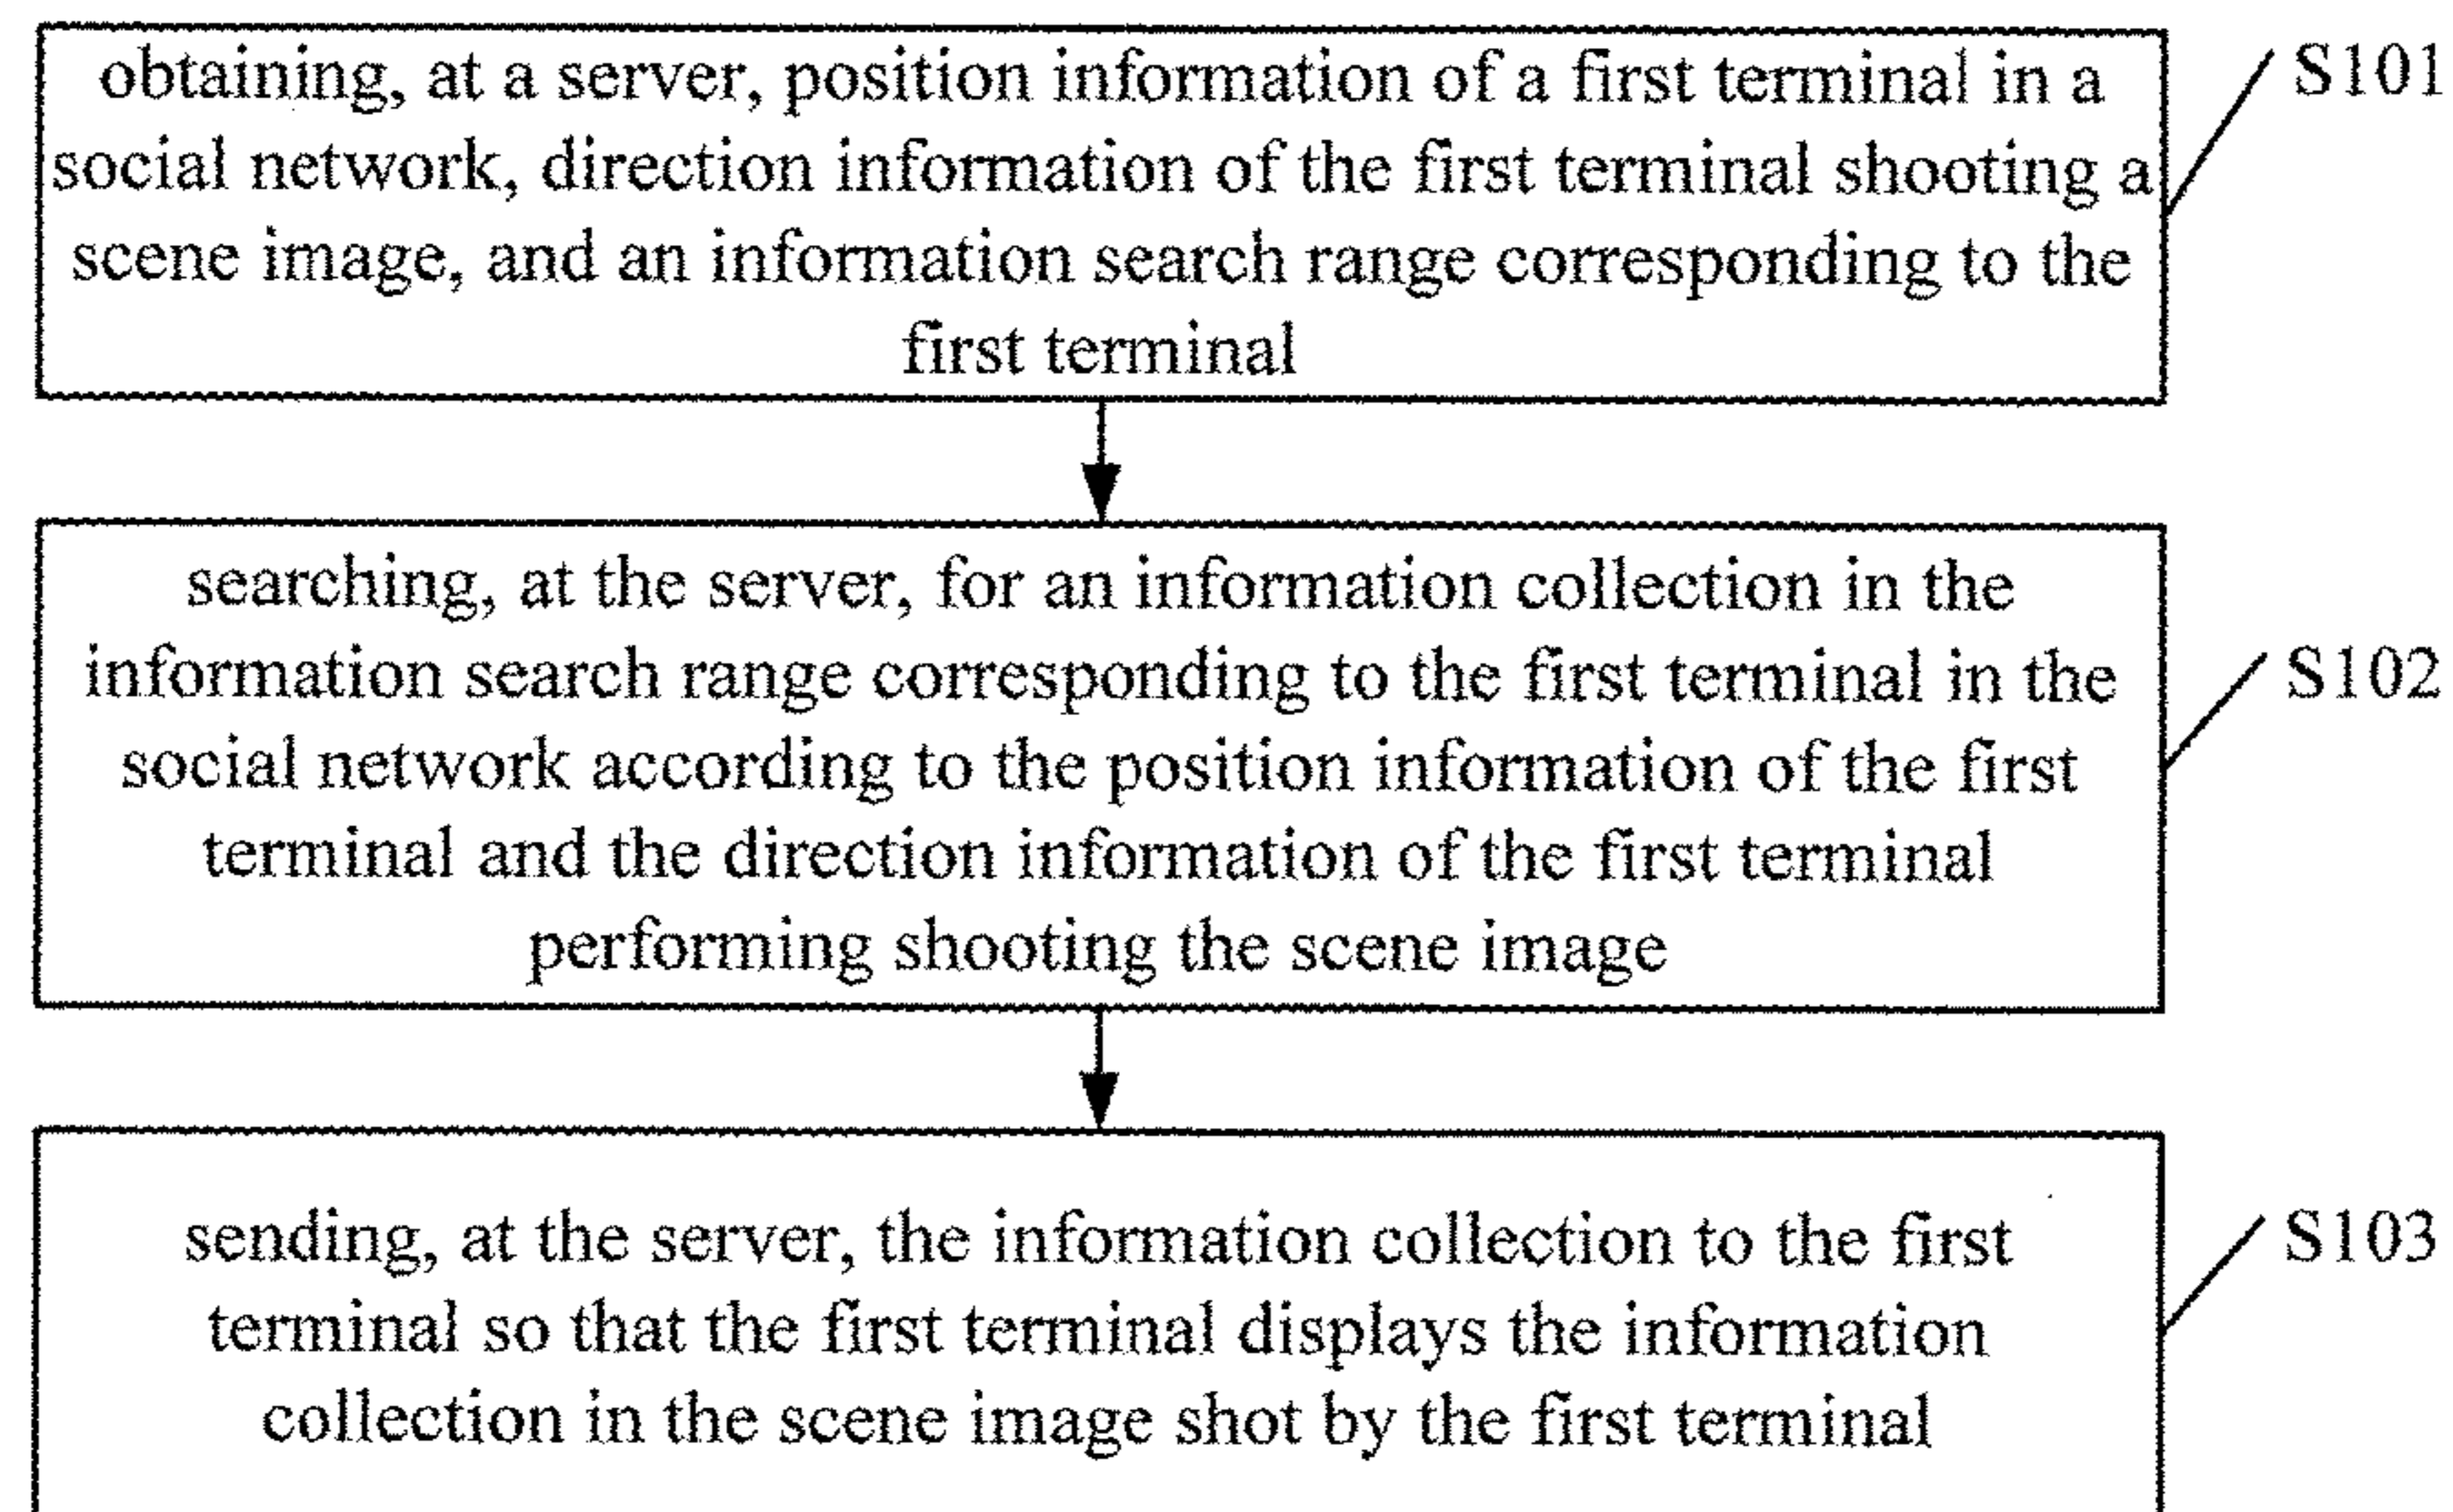 obtaining, at a server, position information of a first terminal in a
social network, direction information of the first terminal shooting a
scene image, and an information search range corresponding to the
first terminal
S101
searching, at the server, for an information collection in the
information search range corresponding to the first terminal in the
social network according to the position information of the first
terminal and the direction information of the first terminal
performing shooting the scene image
S102
sending, at the server, the information collection to the first
terminal so that the first terminal displays the information
collection in the scene image shot by the first terminal
S103